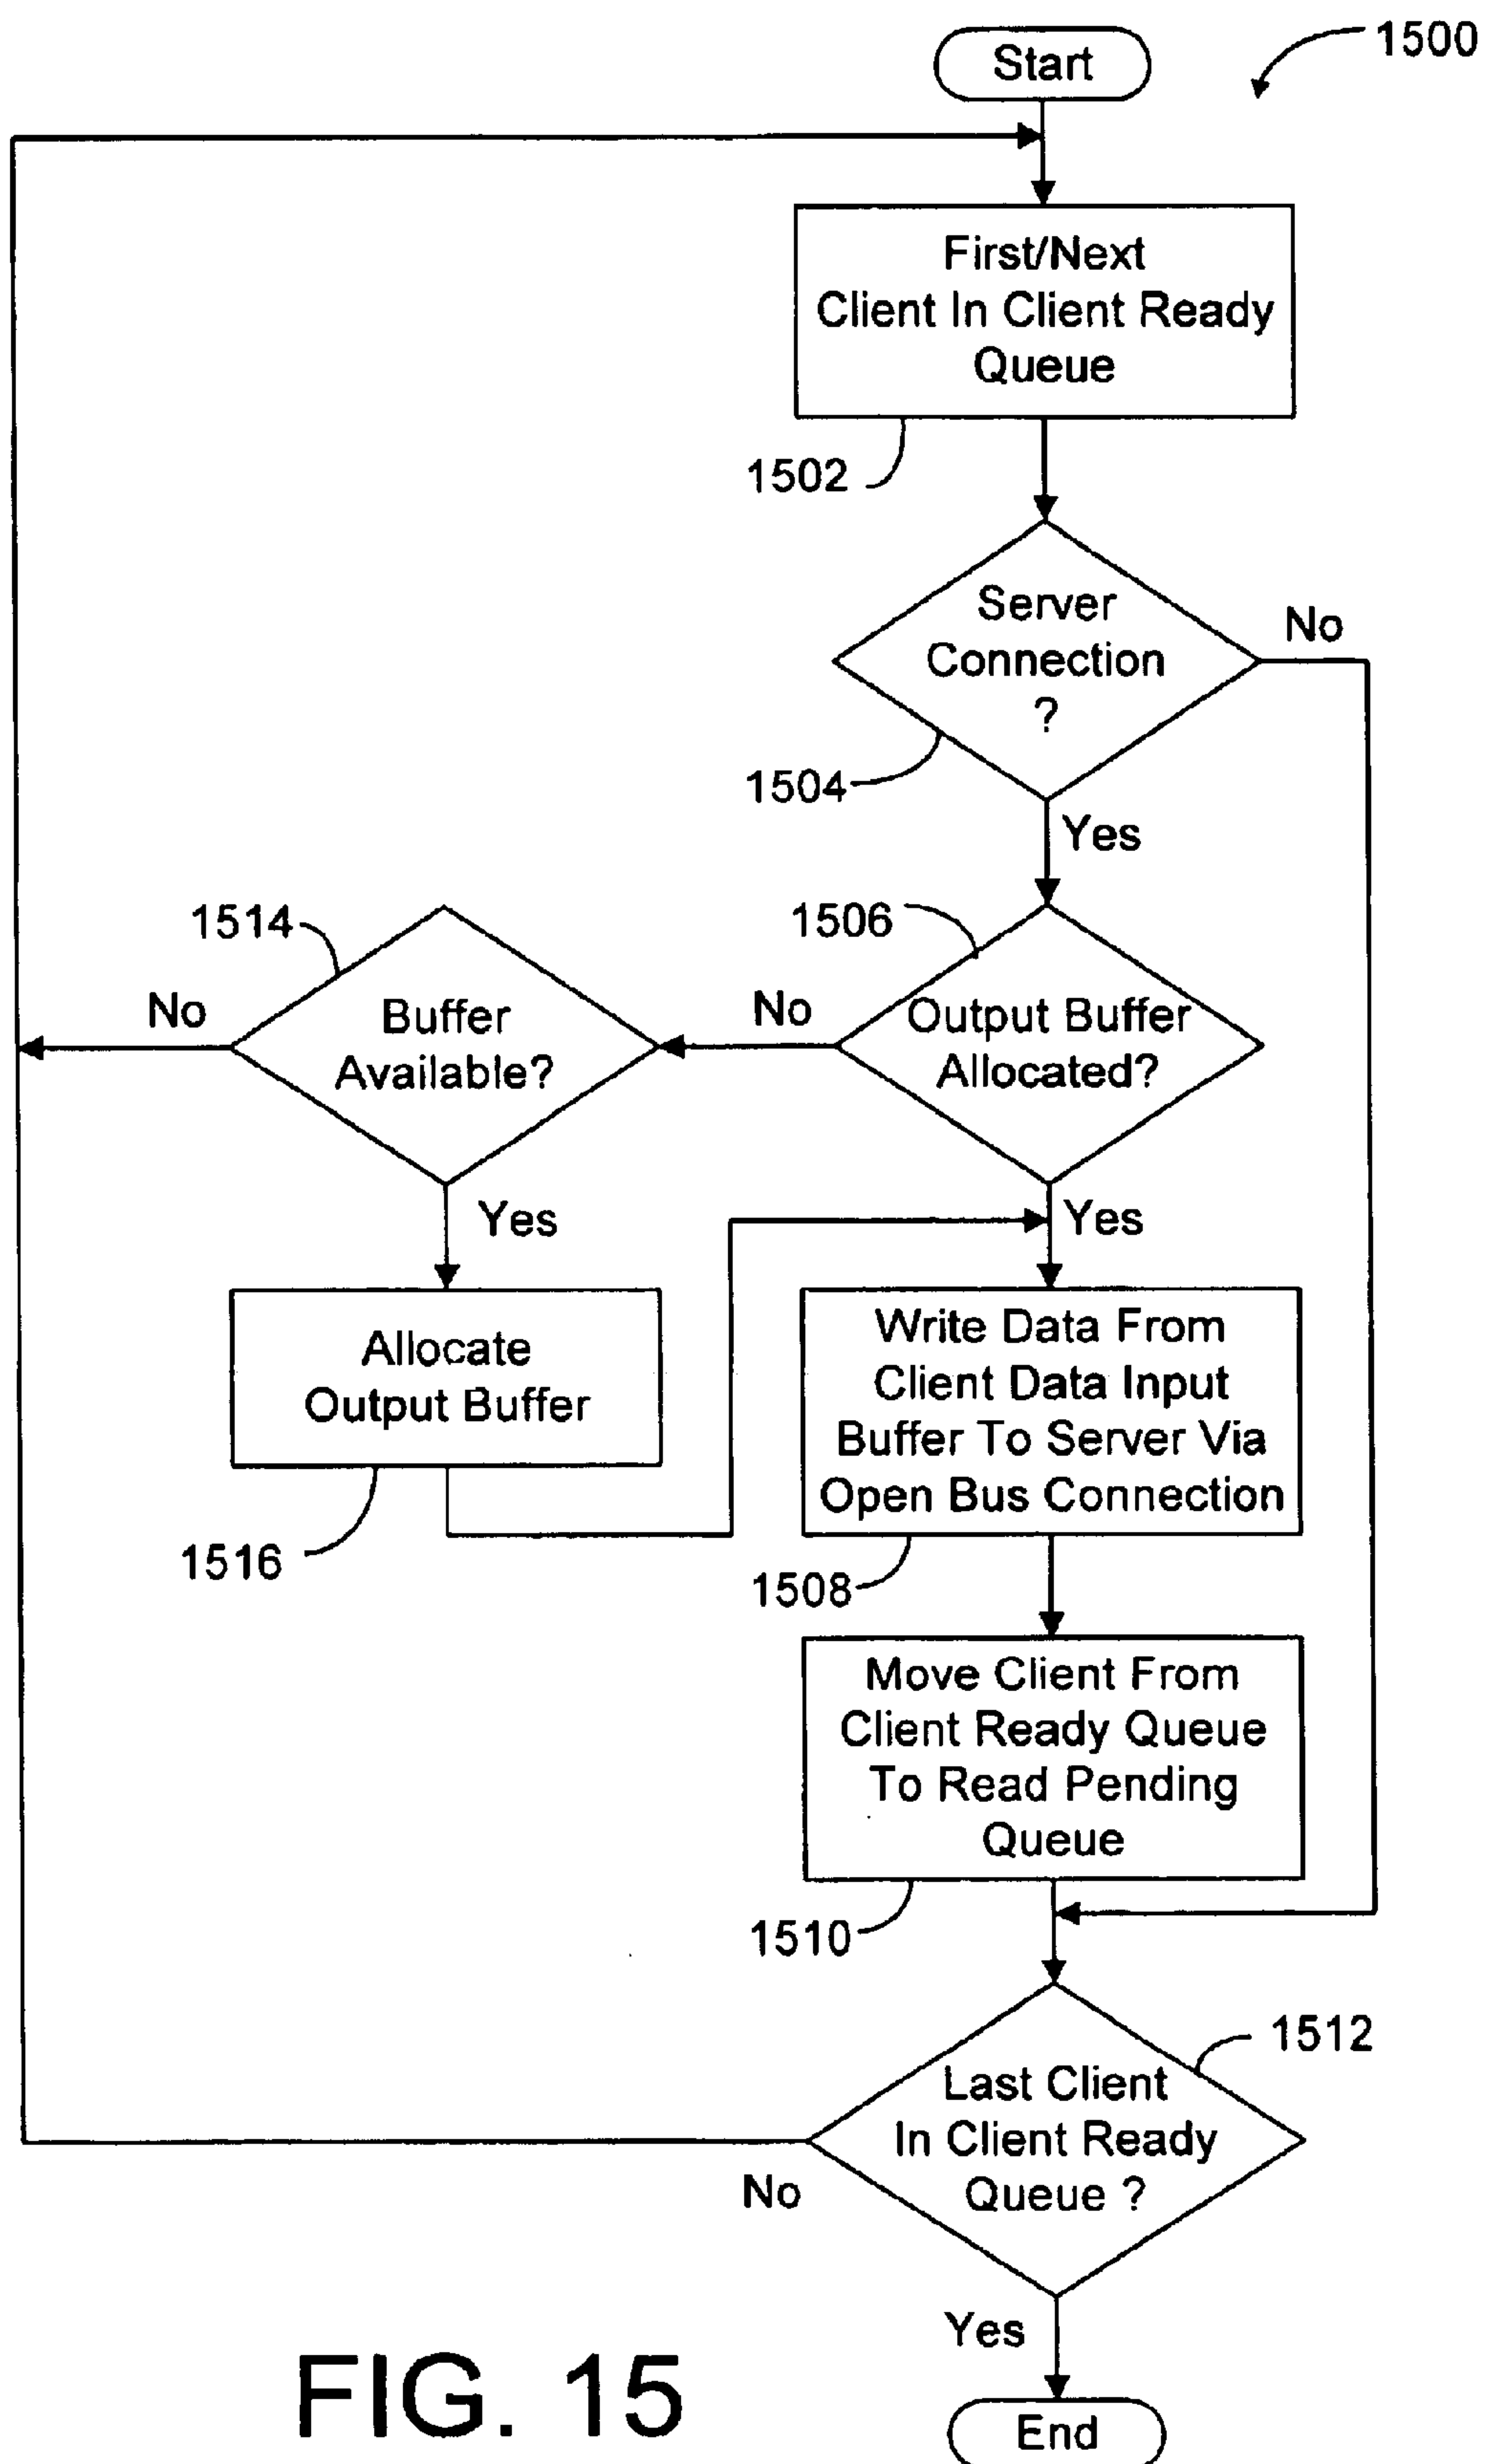 Start
1500
First/Next
Client In Client Ready
Queue
1502
Server
Connection
?
No
1504
Yes
1514
1506
No
Buffer
Available?
No
Output Buffer
Allocated?
Yes
Yes
Allocate
Output Buffer
Write Data From
Client Data Input
Buffer To Server Via
Open Bus Connection
1516
1508
Move Client From
Client Ready Queue
To Read Pending
Queue
1510
1512
Last Client
In Client Ready
Queue ?
No
Yes
FIG. 15
End